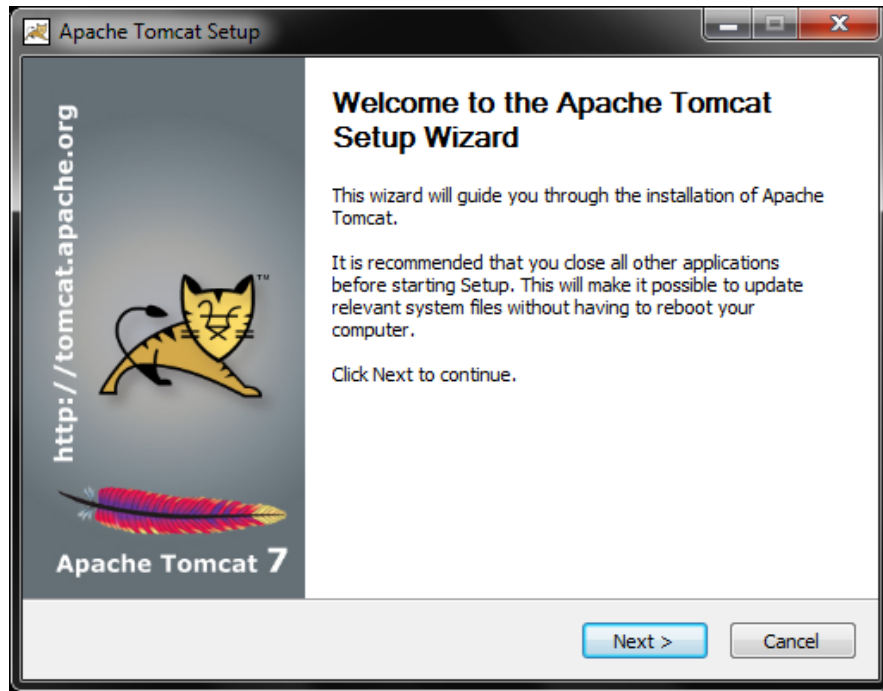 Apache Tomcat Setup
http://tomcat.apache.org
TM
Apache Tomcat 7
Welcome to the Apache Tomcat
Setup Wizard
This wizard will guide you through the installation of Apache
Tomcat.
It is recommended that you close all other applications
before starting Setup. This will make it possible to update
relevant system files without having to reboot your
computer.
Click Next to continue.
Next >
Cancel